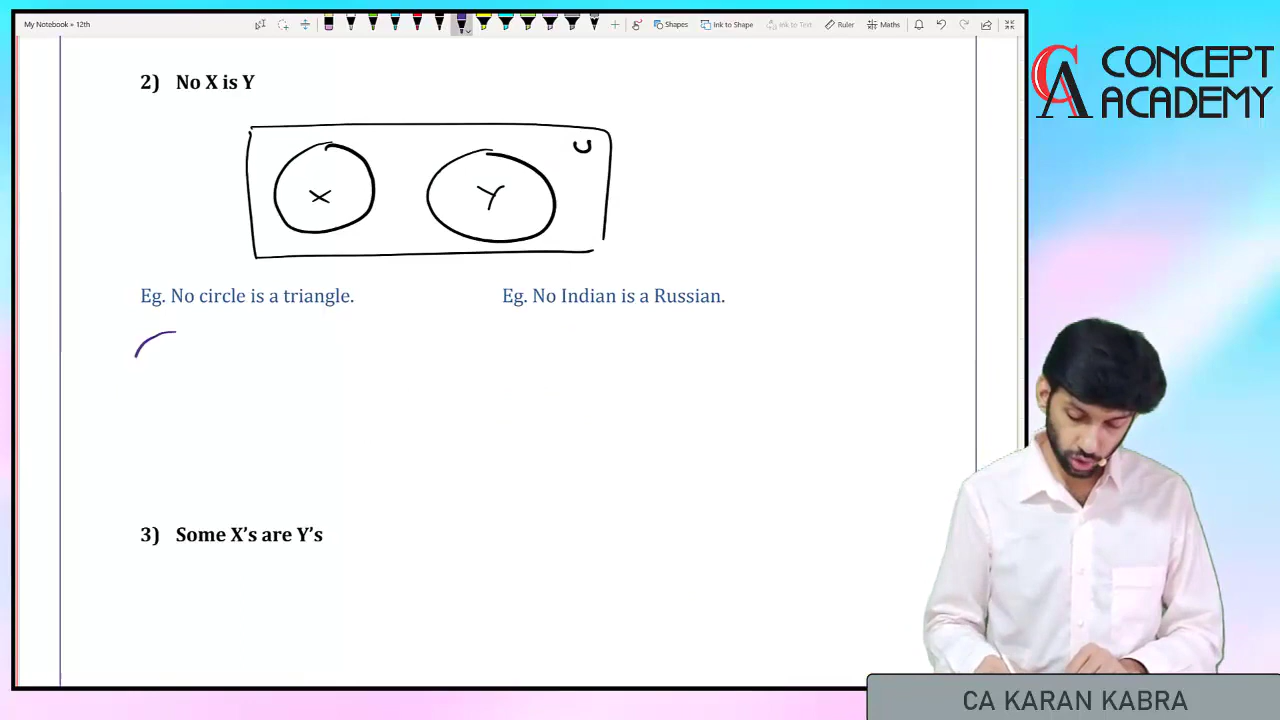 My Notebook » 12th
Shapes
Ink to Shape
Ink to Text
Ruler
Maths
CONCEPT
ACADEMY
CA
2) No X is Y
U
X
Y
Eg. No circle is a triangle.
Eg. No Indian is a Russian.
3) Some X’s are Y’s
CA KARAN KABRA